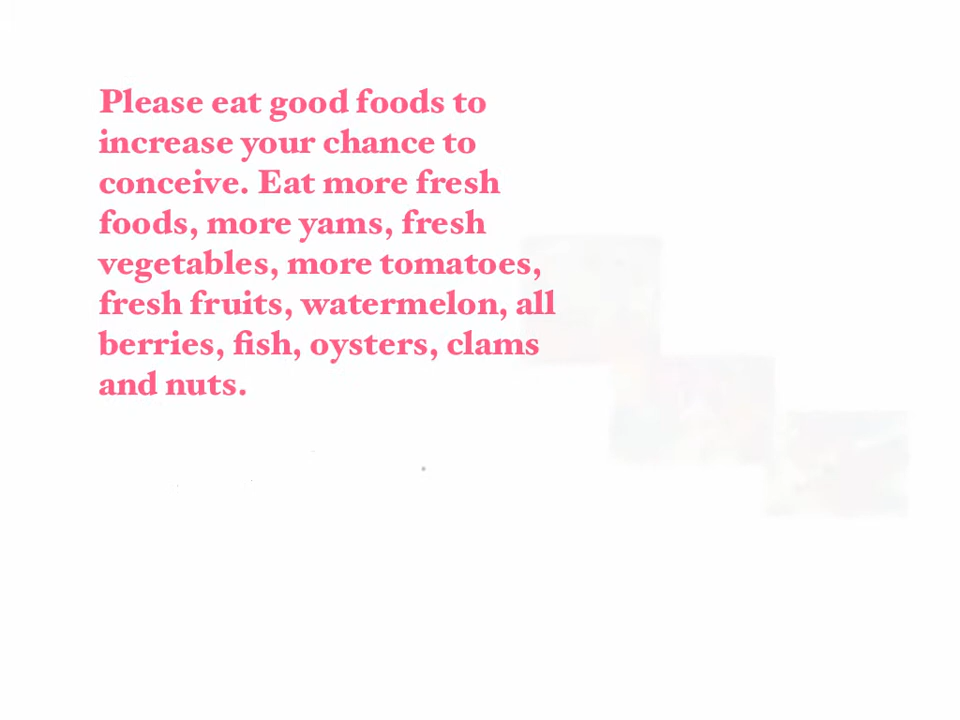 Please eat good foods to
increase your chance to
conceive. Eat more fresh
foods, more yams, fresh
vegetables, more tomatoes,
fresh fruits, watermelon, all
berries, fish, oysters, clams
and nuts.